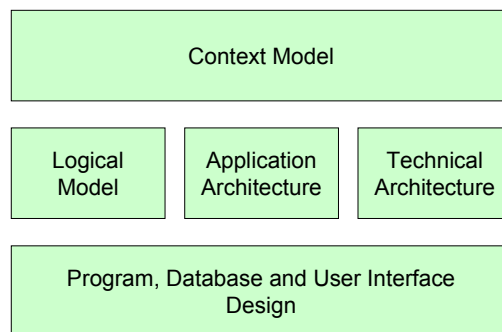 Context Model
Logical
Model
Application
Architecture
Technical
Architecture
Program, Database and User Interface
Design